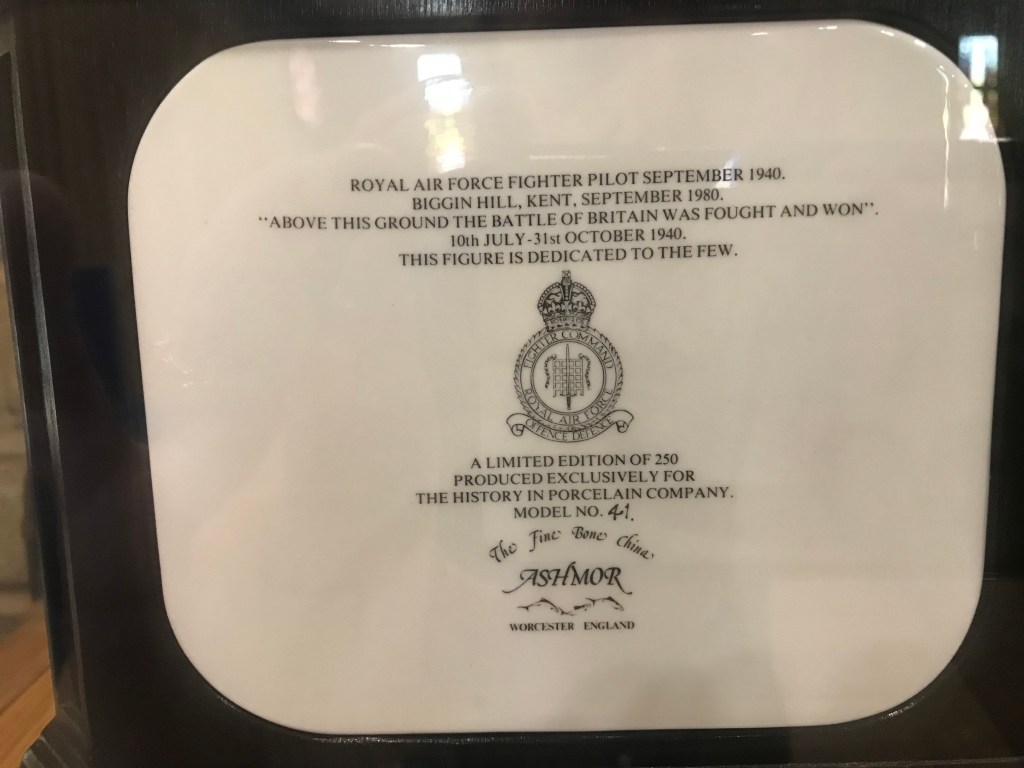 ROYAL AIR FORCE FIGHTER PILOT SEPTEMBER 1940.
BIGGIN HILL, KENT, SEPTEMBER 1980.
"ABOVE THIS GROUND THE BATTLE OF BRITAIN WAS FOUGHT AND WON".
10th JULY-31st OCTOBER 1940.
THIS FIGURE IS DEDICATED TO THE FEW.
FIGHTER COMMAND
ROYAL AIR FORCE
OFFENCE DEFENCE
A LIMITED EDITION OF 250
PRODUCED EXCLUSIVELY FOR
THE HISTORY IN PORCELAIN COMPANY.
MODEL NO. 41.
The Fine Bone China
ASHMOR
WORCESTER ENGLAND